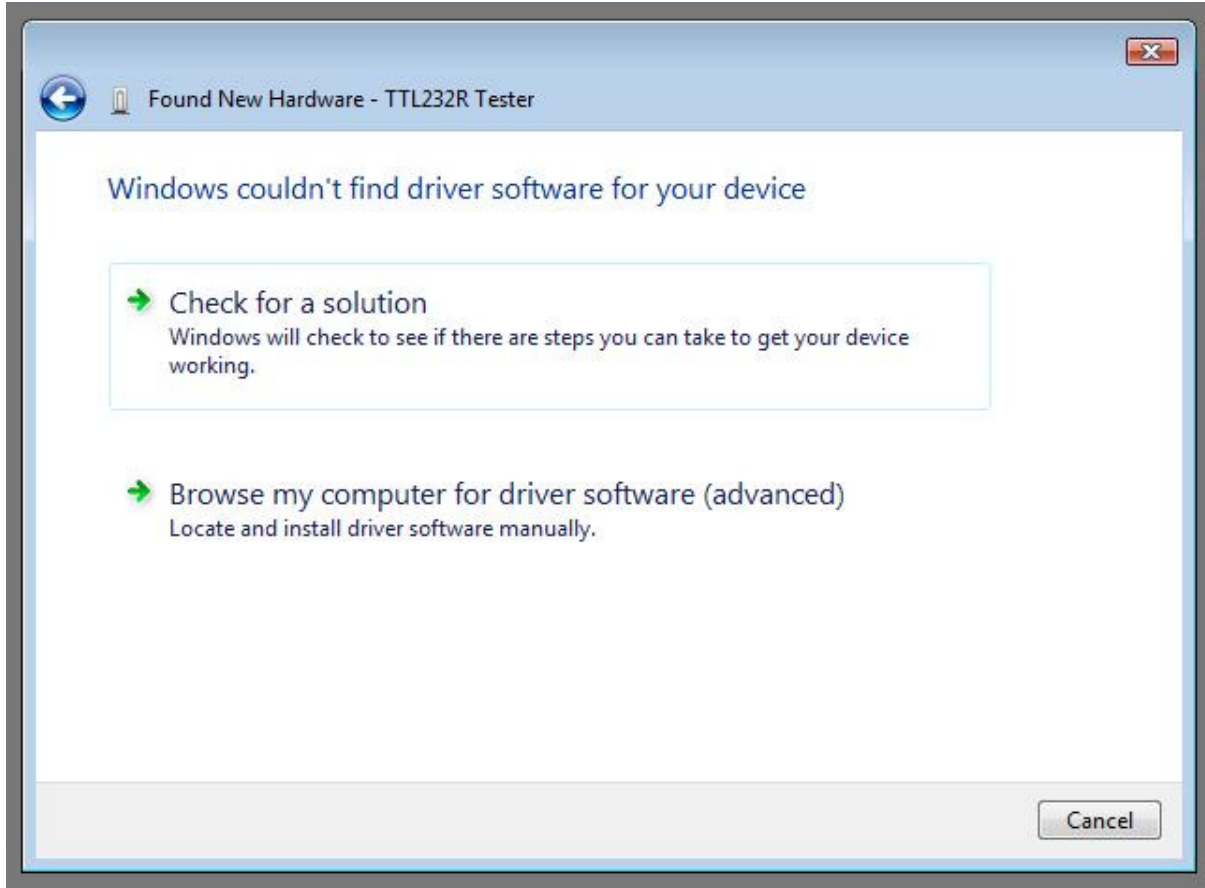 Found New Hardware - TTL232R Tester
Windows couldn't find driver software for your device
Check for a solution
Windows will check to see if there are steps you can take to get your device
working.
Browse my computer for driver software (advanced)
Locate and install driver software manually.
Cancel